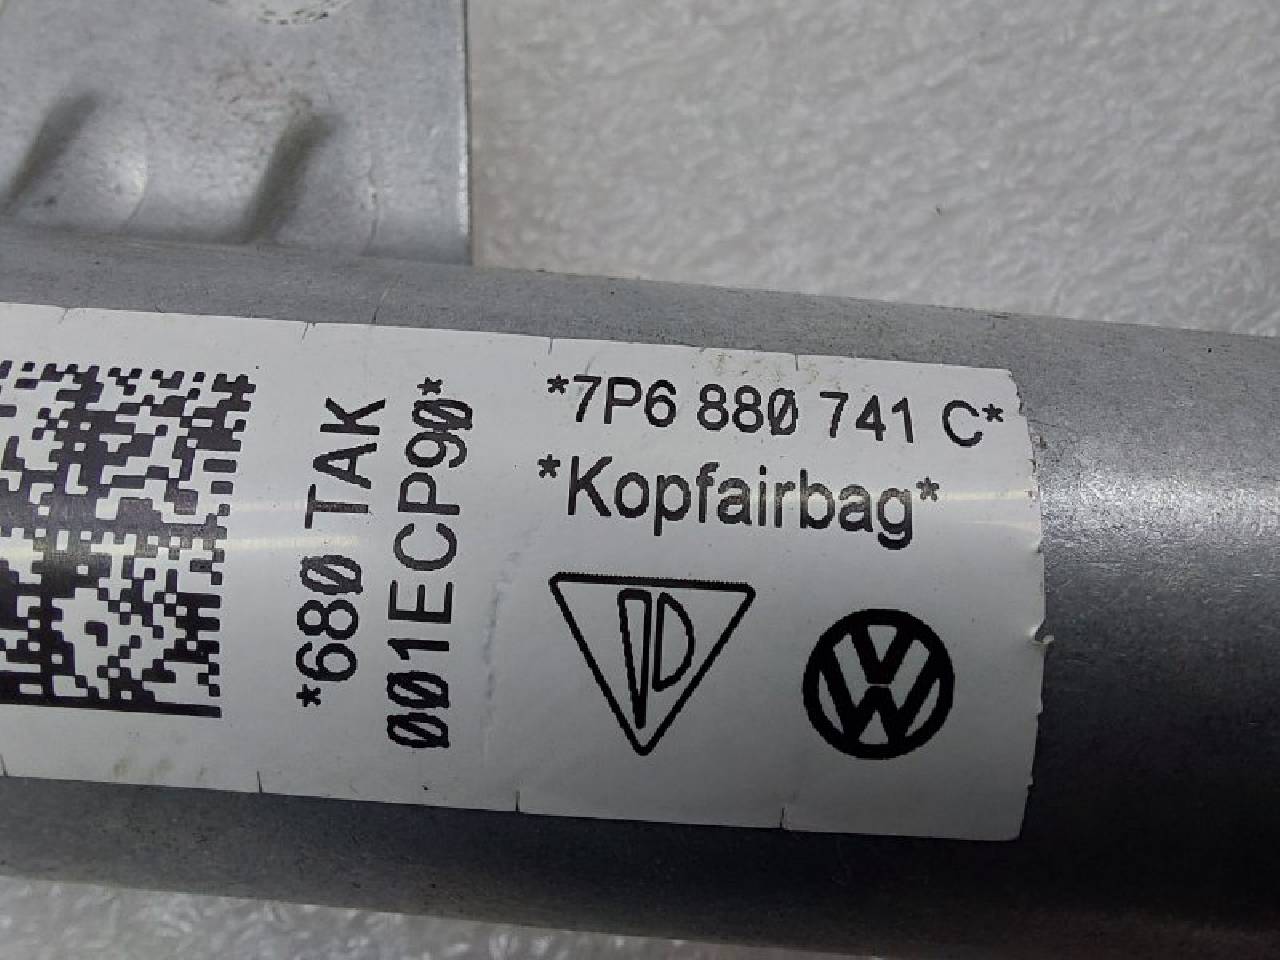 *7P6 880 741 C*
*Kopfairbag*
*680 TAK
001ECP90*